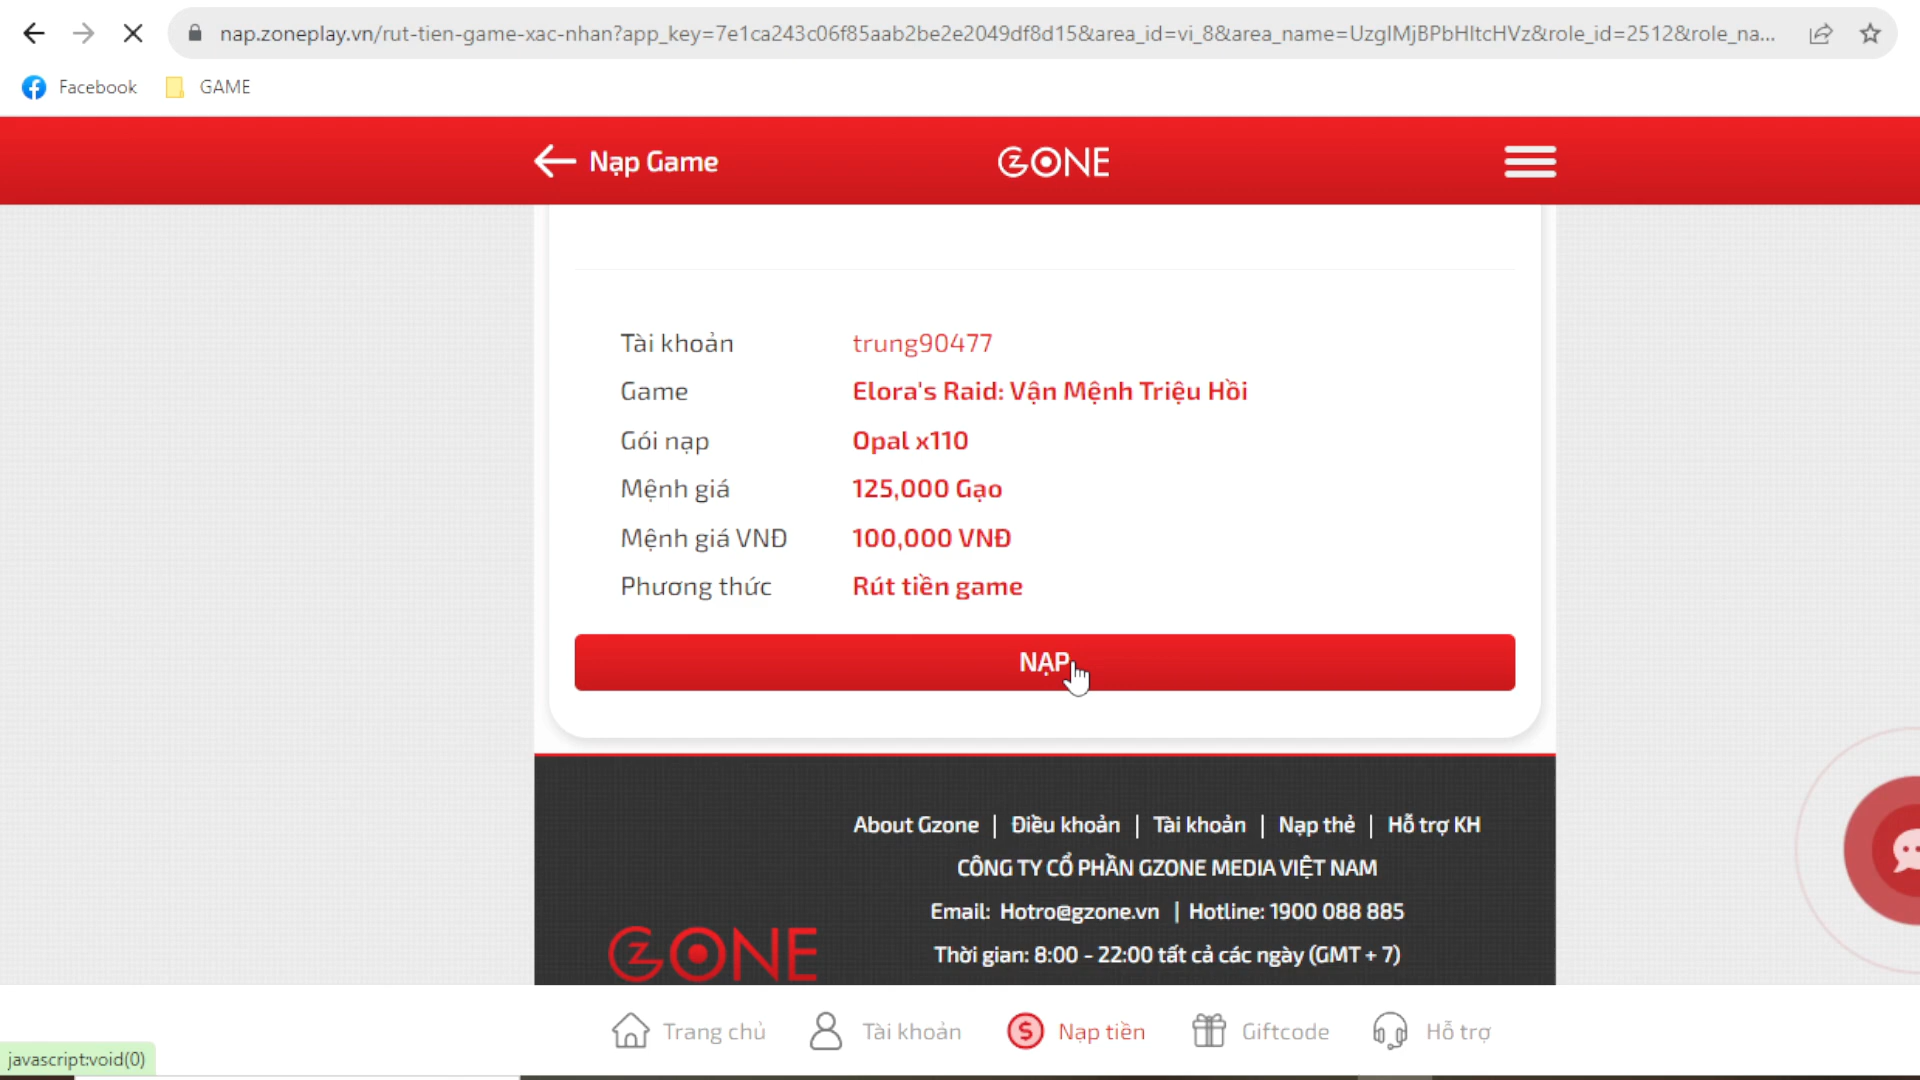 nap.zoneplay.vn/rut-tien-game-xac-nhan?app_key=7e1ca243c06f85aab2be2e2049df8d15&area_id=vi_8&area_name=UzgIMjBPbHltcHVz&role_id=2512&role_na...
Facebook GAME
Nạp Game GZONE
Tài khoản trung90477
Game Elora's Raid: Vận Mệnh Triệu Hồi
Gói nạp Opal x110
Mệnh giá 125,000 Gạo
Mệnh giá VNĐ 100,000 VNĐ
Phương thức Rút tiền game
NẠP
About Gzone | Điều khoản | Tài khoản | Nạp thẻ | Hỗ trợ KH
CÔNG TY CỔ PHẦN GZONE MEDIA VIỆT NAM
Email: Hotro@gzone.vn | Hotline: 1900 088 885
GZONE
Thời gian: 8:00 - 22:00 tất cả các ngày (GMT + 7)
Trang chủ Tài khoản Nạp tiền Giftcode Hỗ trợ
javascript:void(0)